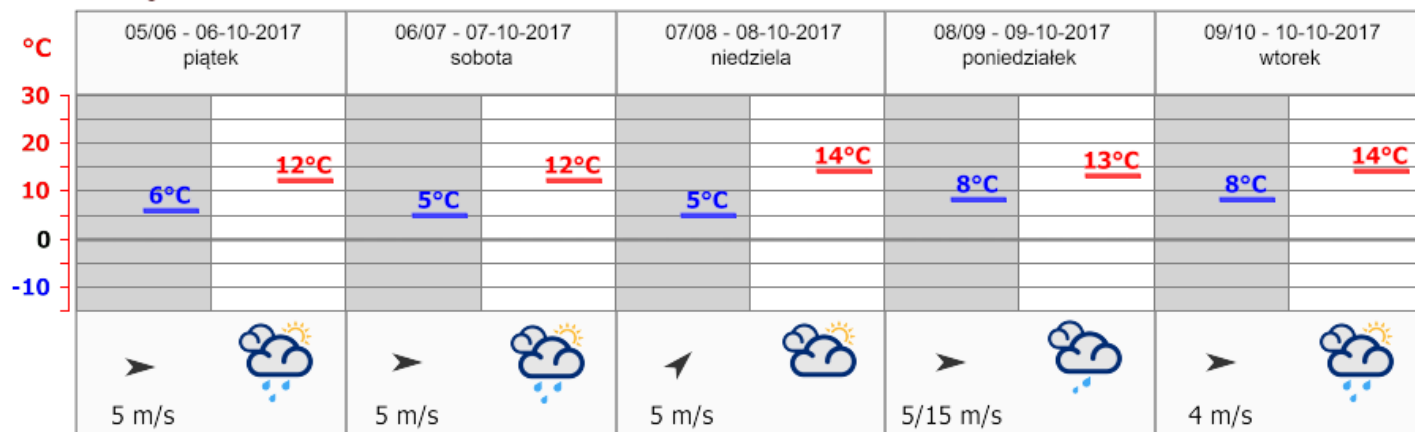 °C
05/06 - 06-10-2017
piątek
06/07 - 07-10-2017
sobota
07/08 - 08-10-2017
niedziela
08/09 - 09-10-2017
poniedziałek
09/10 - 10-10-2017
wtorek
30
20
10
0
-10
6°C
12°C
5°C
12°C
5°C
14°C
8°C
13°C
8°C
14°C
5 m/s
5 m/s
5 m/s
5/15 m/s
4 m/s